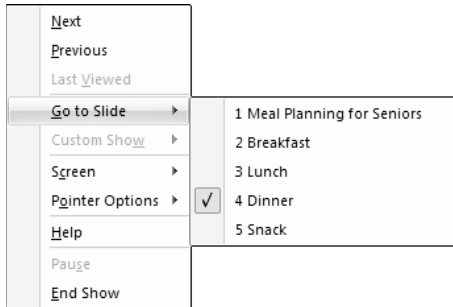 Next
Previous
Last Viewed
Go to Slide
Custom Show
Screen
Pointer Options
Help
Pause
End Show
1 Meal Planning for Seniors
2 Breakfast
3 Lunch
4 Dinner
5 Snack